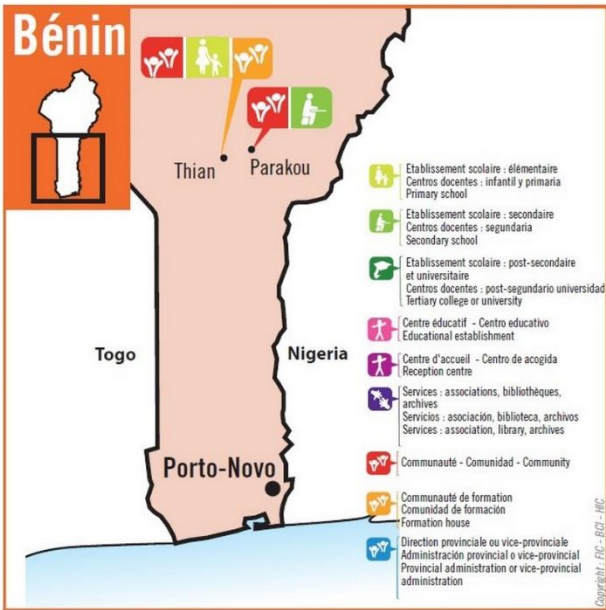 Bénin
Thian
Parakou
Togo
Nigeria
Porto-Novo
Etablissement scolaire : élémentaire
Centros docentes : infantil y primaria
Primary school
Etablissement scolaire : secondaire
Centros docentes : segundaria
Secondary school
Etablissement scolaire : post-secondaire
et universitaire
Centros docentes : post-segundario universidad
Tertiary college or university
Centre éducatif - Centro educativo
Educational establishment
Centre d'accueil - Centro de acogida
Reception centre
Services : associations, bibliothèques,
archives
Servicios : asociación, biblioteca, archivos
Services : association, library, archives
Communauté - Comunidad - Community
Communauté de formation
Comunidad de formación
Formation house
Direction provinciale ou vice-provinciale
Administración provincial o vice-provincial
Provincial administration or vice-provincial
administration
Copyright : FIC - BCI - HIC